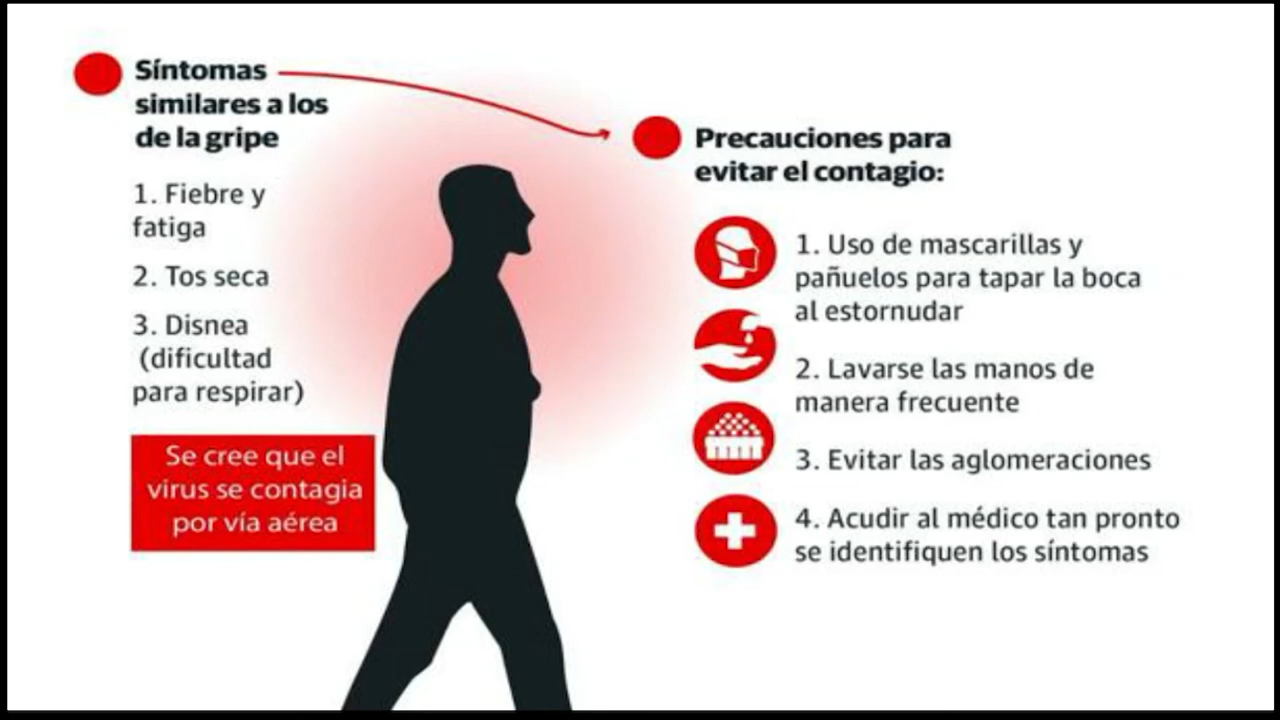 Síntomas
similares a los
de la gripe
1. Fiebre y
fatiga
2. Tos seca
3. Disnea
(dificultad
para respirar)
Se cree que el
virus se contagia
por vía aérea
Precauciones para
evitar el contagio:
1. Uso de mascarillas y
pañuelos para tapar la boca
al estornudar
2. Lavarse las manos de
manera frecuente
3. Evitar las aglomeraciones
4. Acudir al médico tan pronto
se identifiquen los síntomas